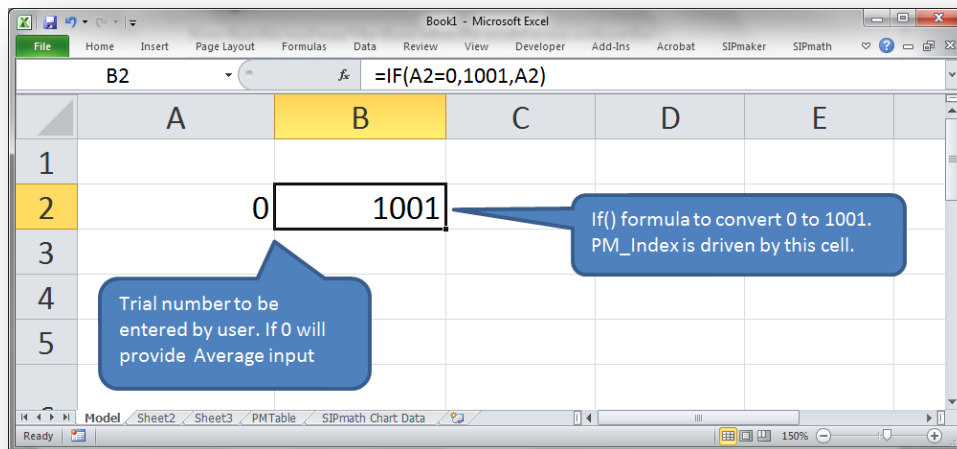 Book1 - Microsoft Excel
File Home Insert Page Layout Formulas Data Review View Developer Add-Ins Acrobat SIPmaker SIPmath
B2 fx =IF(A2=0,1001,A2)
A B C D E
1
2 0 1001
If() formula to convert 0 to 1001.
PM_Index is driven by this cell.
3
4
Trial number to be
entered by user. If 0 will
provide Average input
5
Model Sheet2 Sheet3 PMTable SIPmath Chart Data
Ready 150%